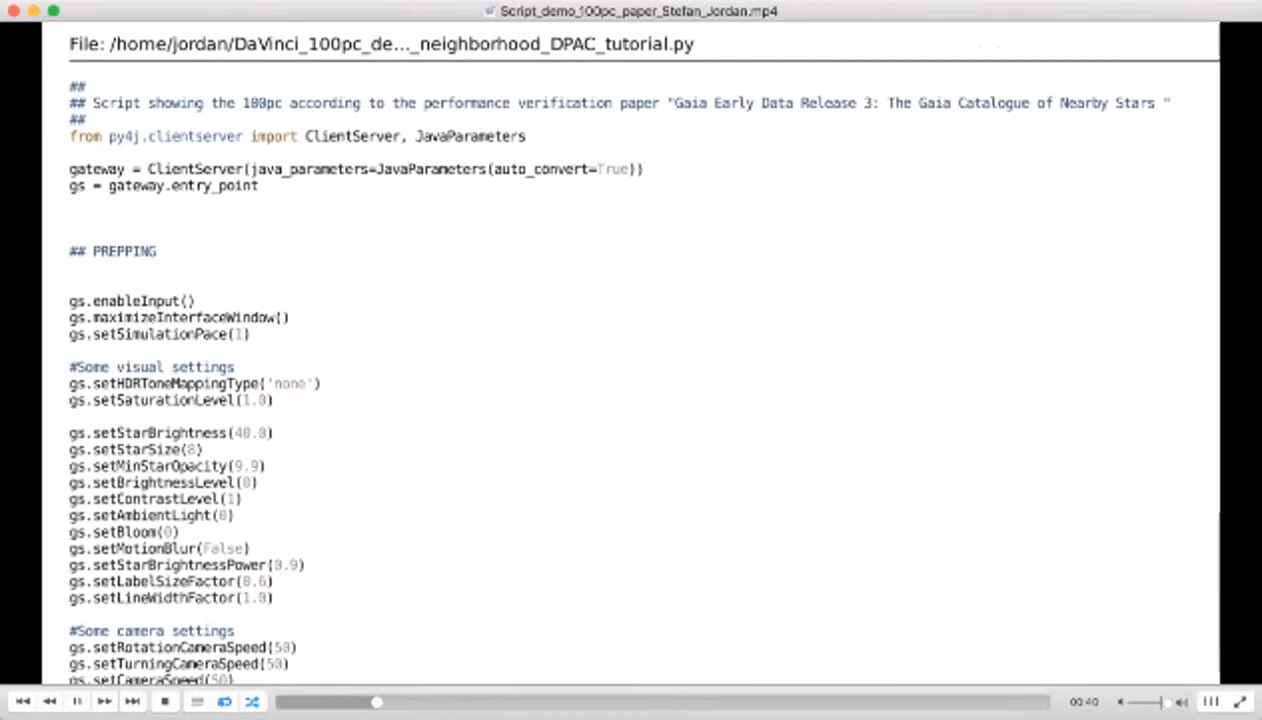 Script_demo_100pc_paper_Stefan_Jordan.mp4
File: /home/jordan/DaVinci_100pc_de..._neighborhood_DPAC_tutorial.py
##
## Script showing the 100pc according to the performance verification paper "Gaia Early Data Release 3: The Gaia Catalogue of Nearby Stars "
##
from py4j.clientserver import ClientServer, JavaParameters
gateway = ClientServer(java_parameters=JavaParameters(auto_convert=True))
gs = gateway.entry_point
## PREPPING
gs.enableInput()
gs.maximizeInterfaceWindow()
gs.setSimulationPace(1)
#Some visual settings
gs.setHDRToneMappingType('none')
gs.setSaturationLevel(1.0)
gs.setStarBrightness(40.0)
gs.setStarSize(8)
gs.setMinStarOpacity(9.9)
gs.setBrightnessLevel(0)
gs.setContrastLevel(1)
gs.setAmbientLight(0)
gs.setBloom(0)
gs.setMotionBlur(False)
gs.setStarBrightnessPower(0.9)
gs.setLabelSizeFactor(0.6)
gs.setLineWidthFactor(1.0)
#Some camera settings
gs.setRotationCameraSpeed(50)
gs.setTurningCameraSpeed(50)
gs.setCameraSpeed(50)
00:40